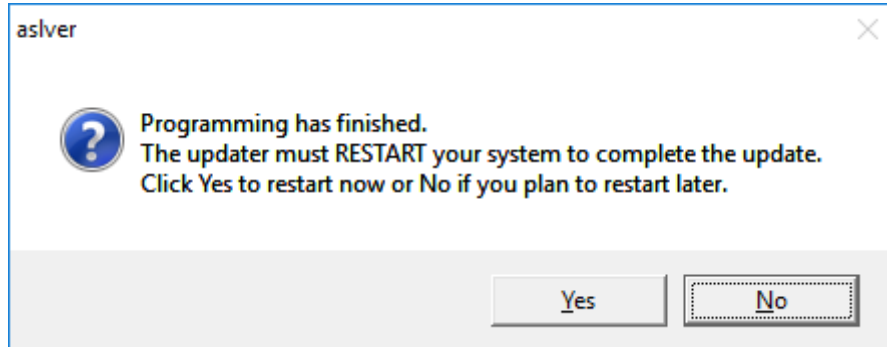 aslver
Programming has finished.
The updater must RESTART your system to complete the update.
Click Yes to restart now or No if you plan to restart later.
Yes
No